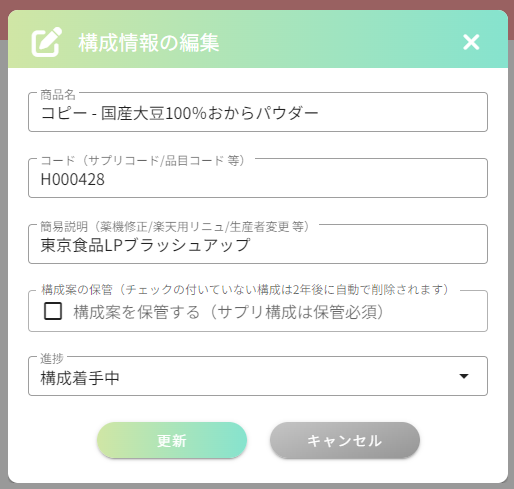 構成情報の編集
商品名
コピー - 国産大豆100%おからパウダー
コード（サプリコード/品目コード 等）
H000428
簡易説明（薬機修正/楽天用リニュ/生産者変更 等）
東京食品LPブラッシュアップ
構成案の保管（チェックの付いていない構成は2年後に自動で削除されます）
構成案を保管する（サプリ構成は保管必須）
進捗
構成着手中
更新
キャンセル